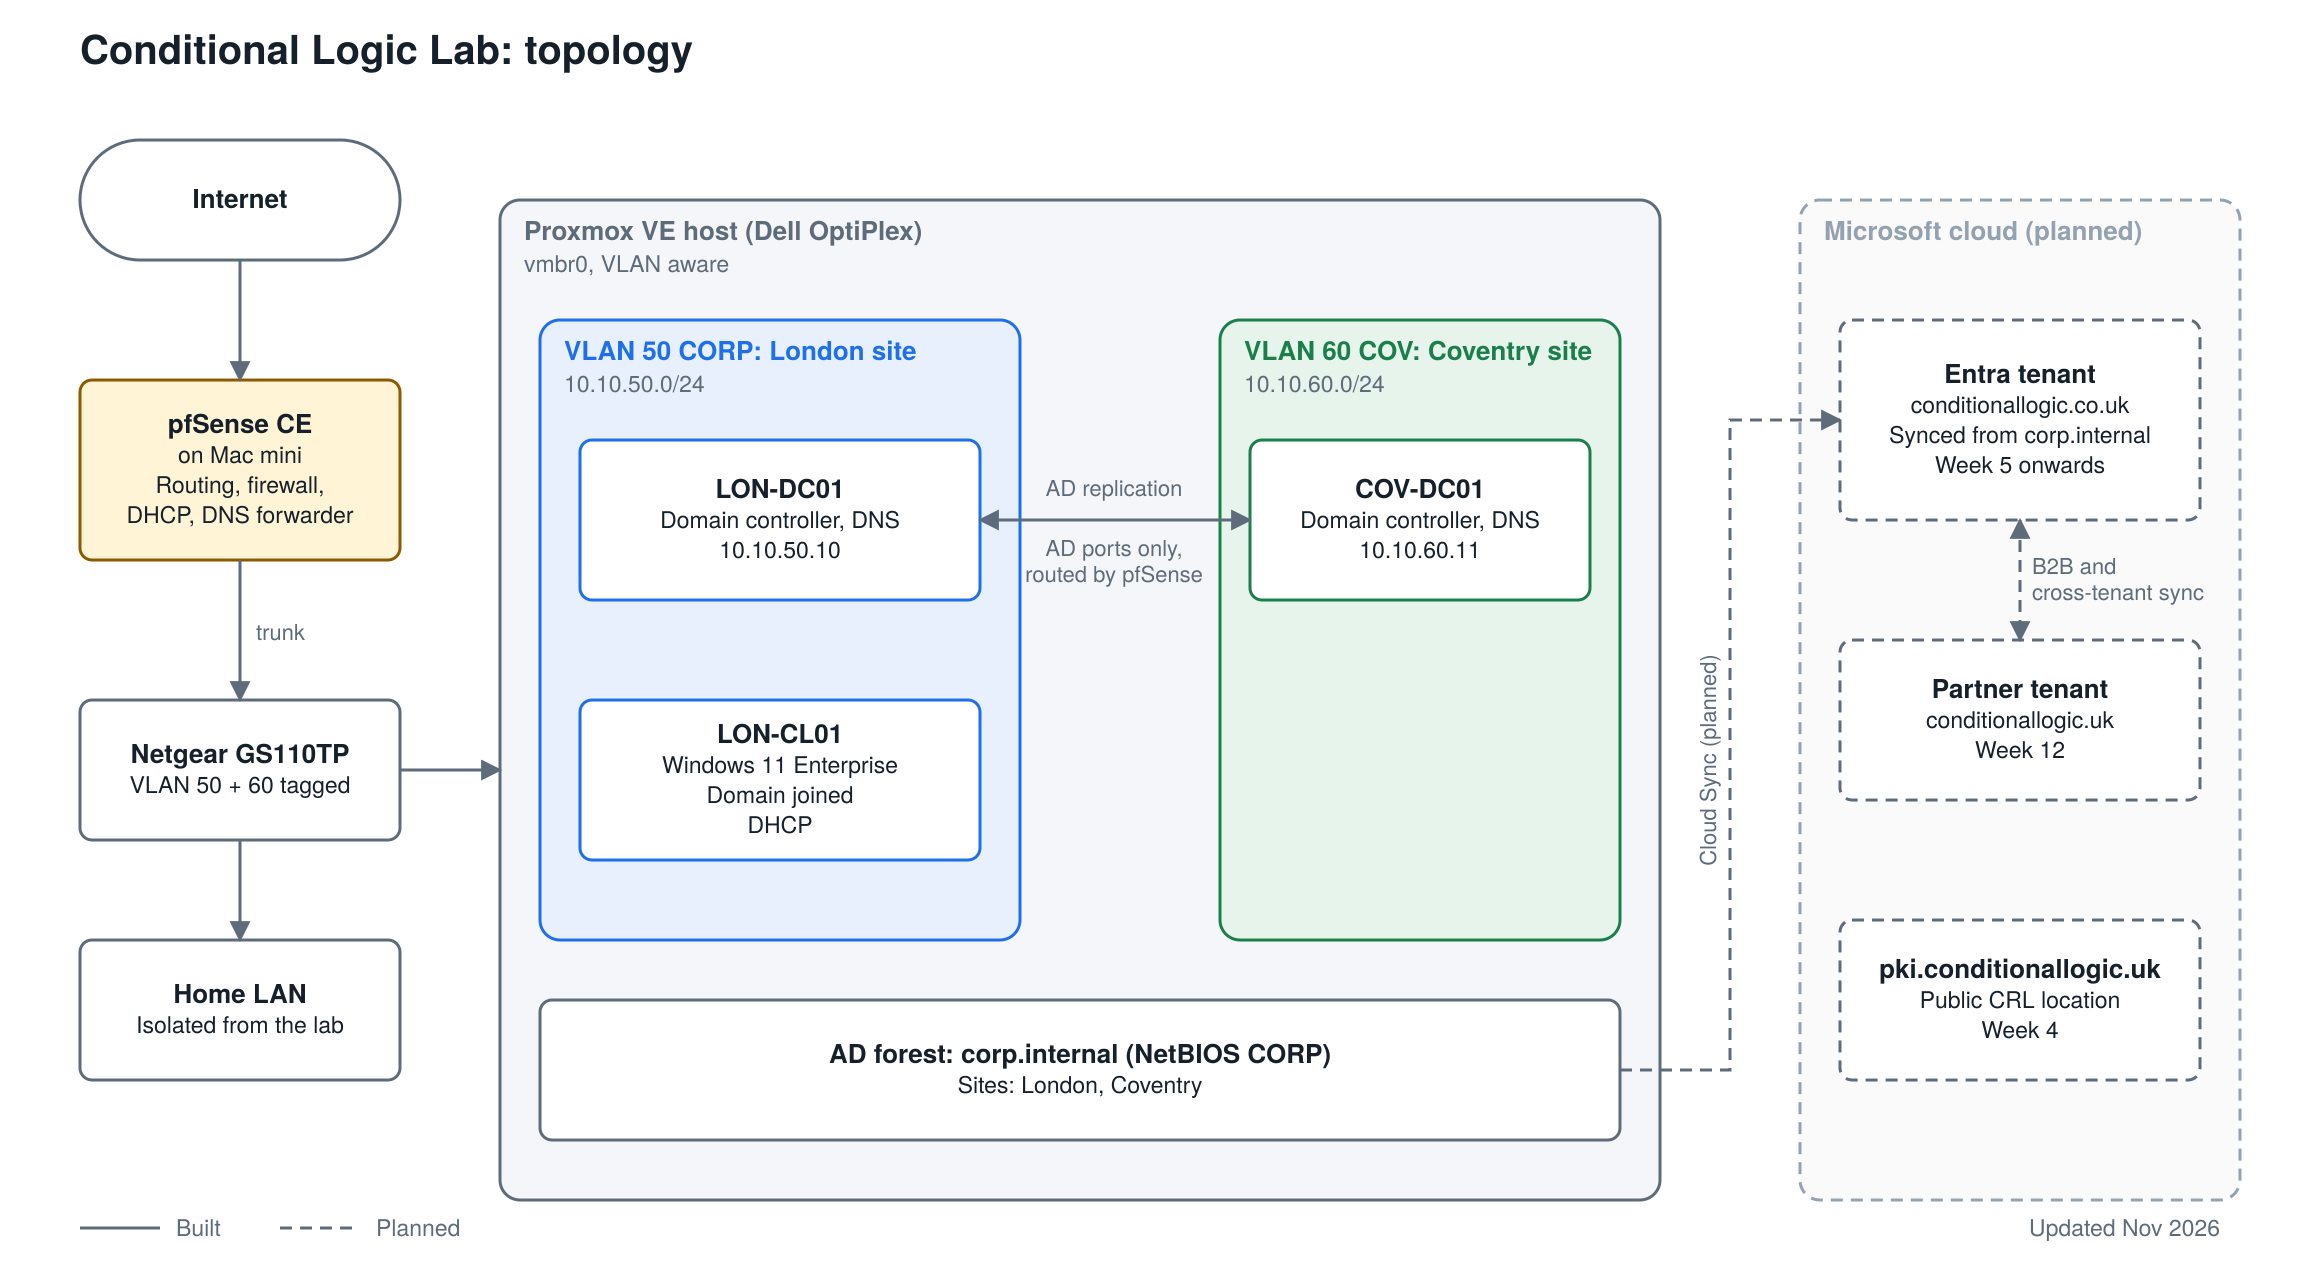 Conditional Logic Lab: topology
Internet
pfSense CE
on Mac mini
Routing, firewall,
DHCP, DNS forwarder
trunk
Netgear GS110TP
VLAN 50 + 60 tagged
Home LAN
Isolated from the lab
Proxmox VE host (Dell OptiPlex)
vmbr0, VLAN aware
VLAN 50 CORP: London site
10.10.50.0/24
LON-DC01
Domain controller, DNS
10.10.50.10
LON-CL01
Windows 11 Enterprise
Domain joined
DHCP
AD replication
AD ports only,
routed by pfSense
VLAN 60 COV: Coventry site
10.10.60.0/24
COV-DC01
Domain controller, DNS
10.10.60.11
AD forest: corp.internal (NetBIOS CORP)
Sites: London, Coventry
Cloud Sync (planned)
Microsoft cloud (planned)
Entra tenant
conditionallogic.co.uk
Synced from corp.internal
Week 5 onwards
B2B and
cross-tenant sync
Partner tenant
conditionallogic.uk
Week 12
pki.conditionallogic.uk
Public CRL location
Week 4
Built
Planned
Updated Nov 2026